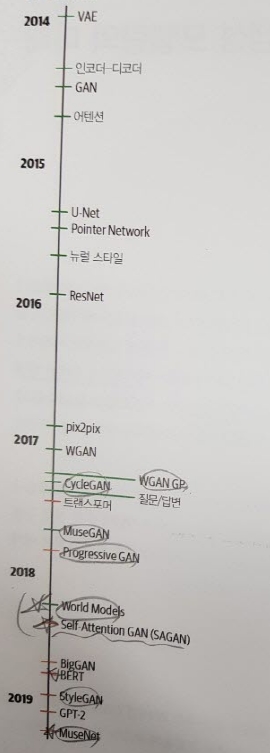 2014
VAE
인코더-디코더
GAN
어텐션
2015
U-Net
Pointer Network
뉴럴 스타일
2016
ResNet
pix2pix
2017
WGAN
WGAN GP
CycleGAN
질문/답변
트랜스포머
MuseGAN
Progressive GAN
2018
World Models
Self-Attention GAN (SAGAN)
BigGAN
BERT
2019
StyleGAN
GPT-2
MuseNet